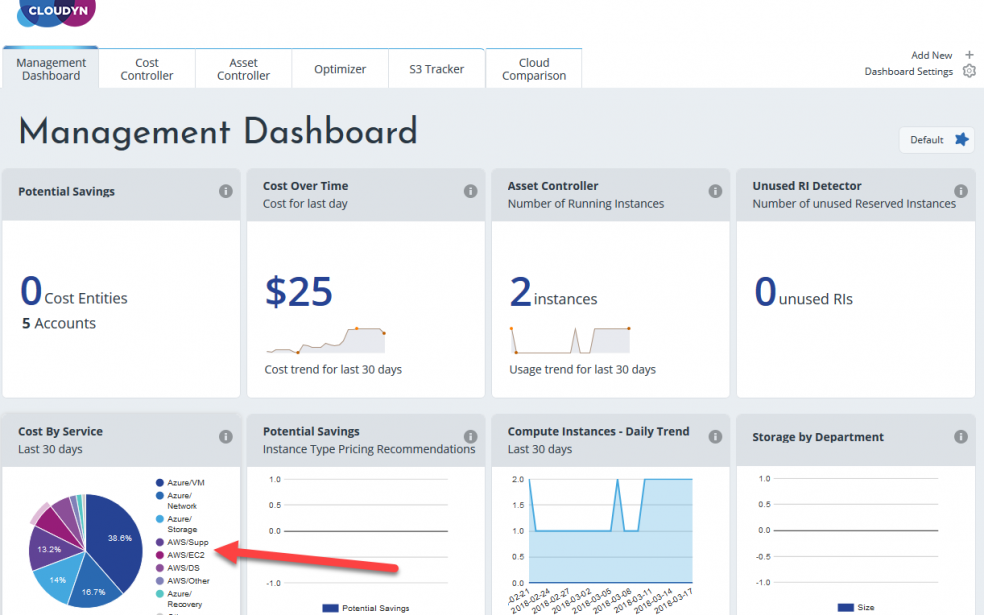 CLOUDYN
Management
Dashboard
Cost
Controller
Asset
Controller
Optimizer
S3 Tracker
Cloud
Comparison
Add New
Dashboard Settings
Management Dashboard
Default
Potential Savings
0 Cost Entities
5 Accounts
Cost Over Time
Cost for last day
$25
Cost trend for last 30 days
Asset Controller
Number of Running Instances
2 instances
Usage trend for last 30 days
Unused RI Detector
Number of unused Reserved Instances
0 unused RIs
Cost By Service
Last 30 days
38.6%
16.7%
14%
13.2%
Azure/VM
Azure/
Network
Azure/
Storage
AWS/Supp
AWS/EC2
AWS/DS
AWS/Other
Azure/
Recovery
Potential Savings
Instance Type Pricing Recommendations
1.0
0.5
0.0
-1.0
Potential Savings
Compute Instances - Daily Trend
Last 30 days
2.0
1.5
1.0
0.5
0.0
-02-21
2018-02-24
2018-02-27
2018-03-02
2018-03-05
2018-03-08
2018-03-11
2018-03-14
2018-03-17
Storage by Department
1.0
0.5
0.0
-0.5
-1.0
Size